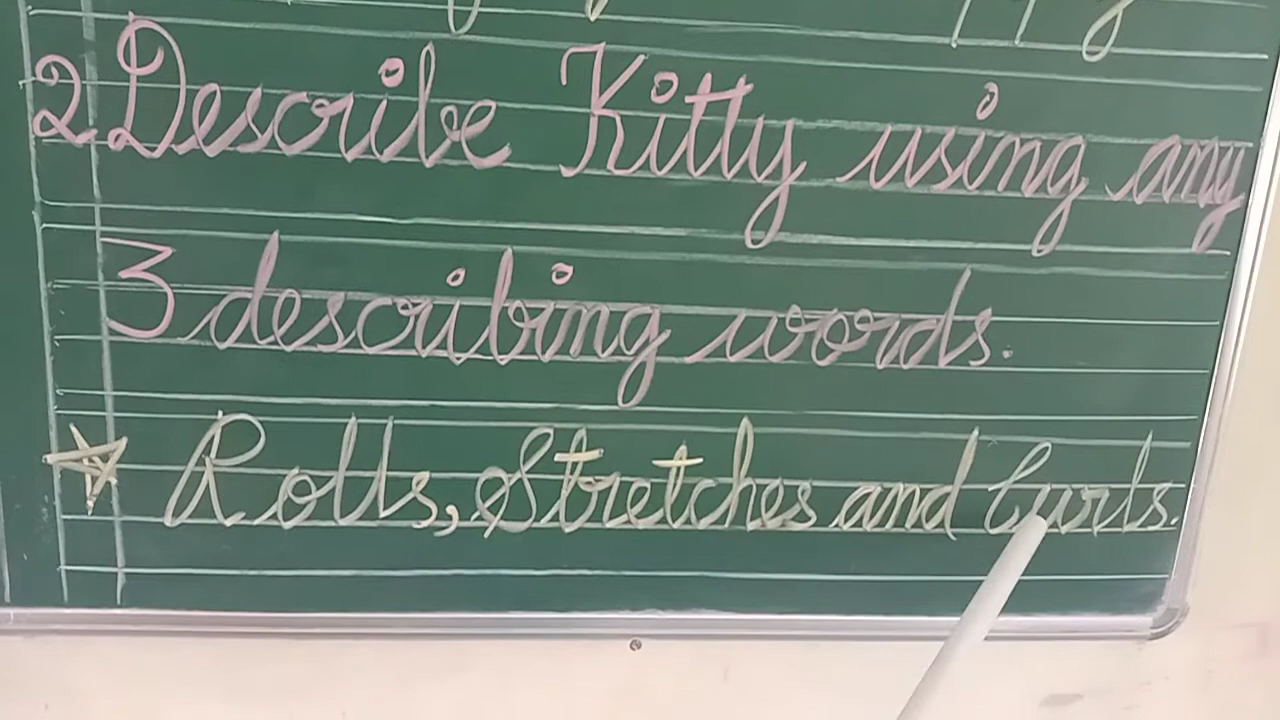 2. Describe Kitty using any
3 describing words.
Rolls, Stretches and Curls.